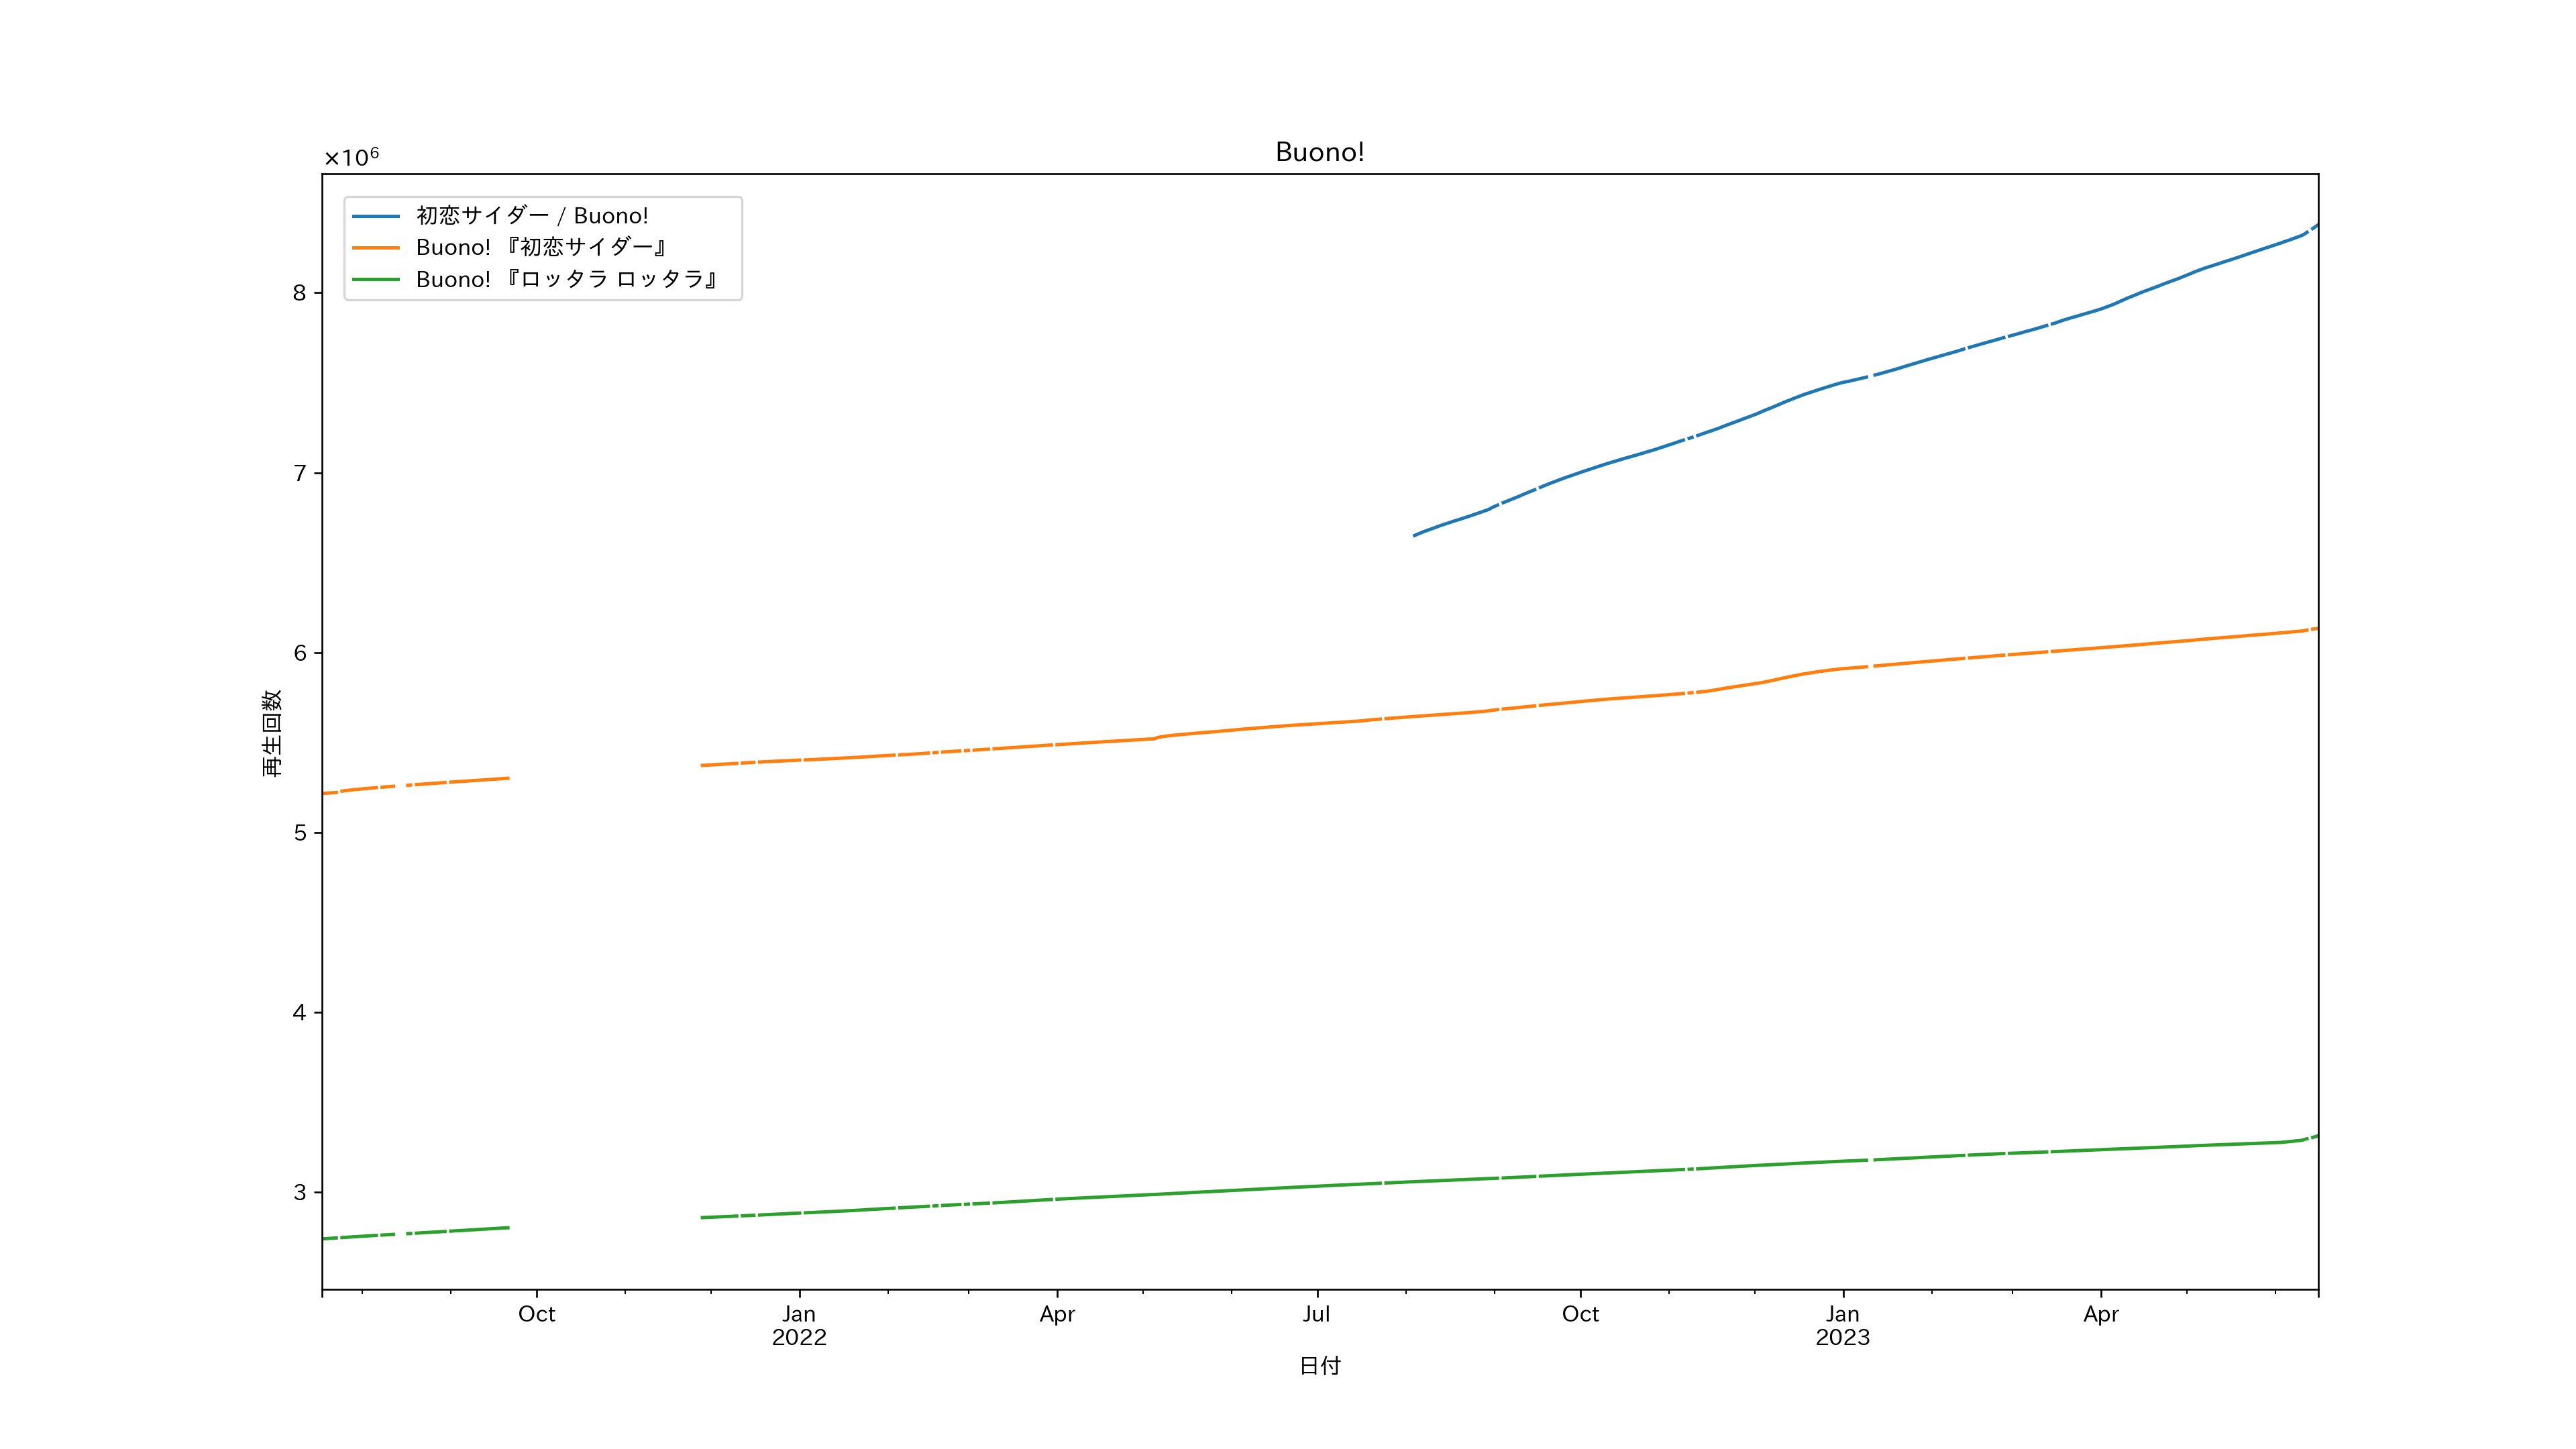 Buono!
×10⁶
初恋サイダー / Buono!
Buono! 『初恋サイダー』
Buono! 『ロッタラ ロッタラ』
8
7
6
5
4
3
再生回数
Oct
Jan
2022
Apr
Jul
Oct
Jan
2023
Apr
日付